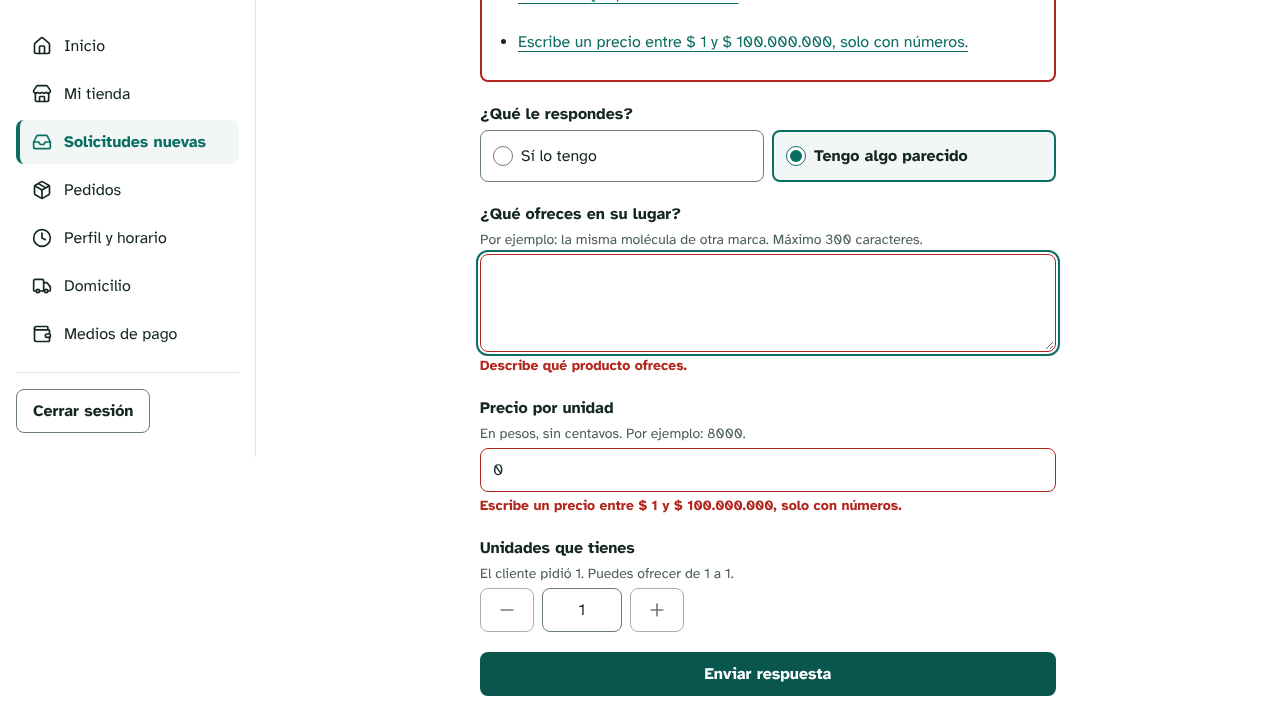 Inicio
Mi tienda
Solicitudes nuevas
Pedidos
Perfil y horario
Domicilio
Medios de pago
Cerrar sesión
Escribe un precio entre $ 1 y $ 100.000.000, solo con números.
¿Qué le respondes?
Sí lo tengo
Tengo algo parecido
¿Qué ofreces en su lugar?
Por ejemplo: la misma molécula de otra marca. Máximo 300 caracteres.
Describe qué producto ofreces.
Precio por unidad
En pesos, sin centavos. Por ejemplo: 8000.
0
Escribe un precio entre $ 1 y $ 100.000.000, solo con números.
Unidades que tienes
El cliente pidió 1. Puedes ofrecer de 1 a 1.
1
Enviar respuesta